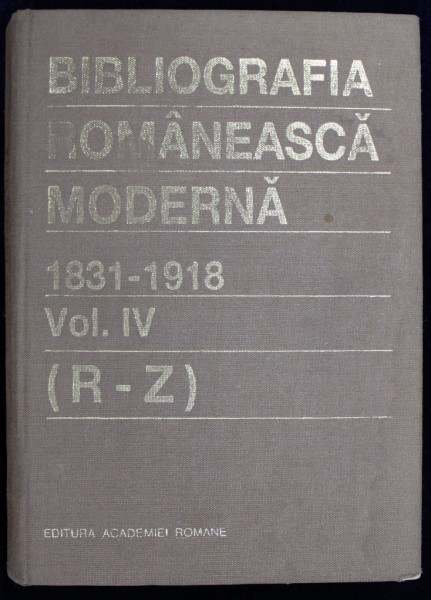 BIBLIOGRAFIA
ROMÂNEASCĂ
MODERNĂ
1831-1918
Vol. IV
(R-Z)
EDITURA ACADEMIEI ROMANE